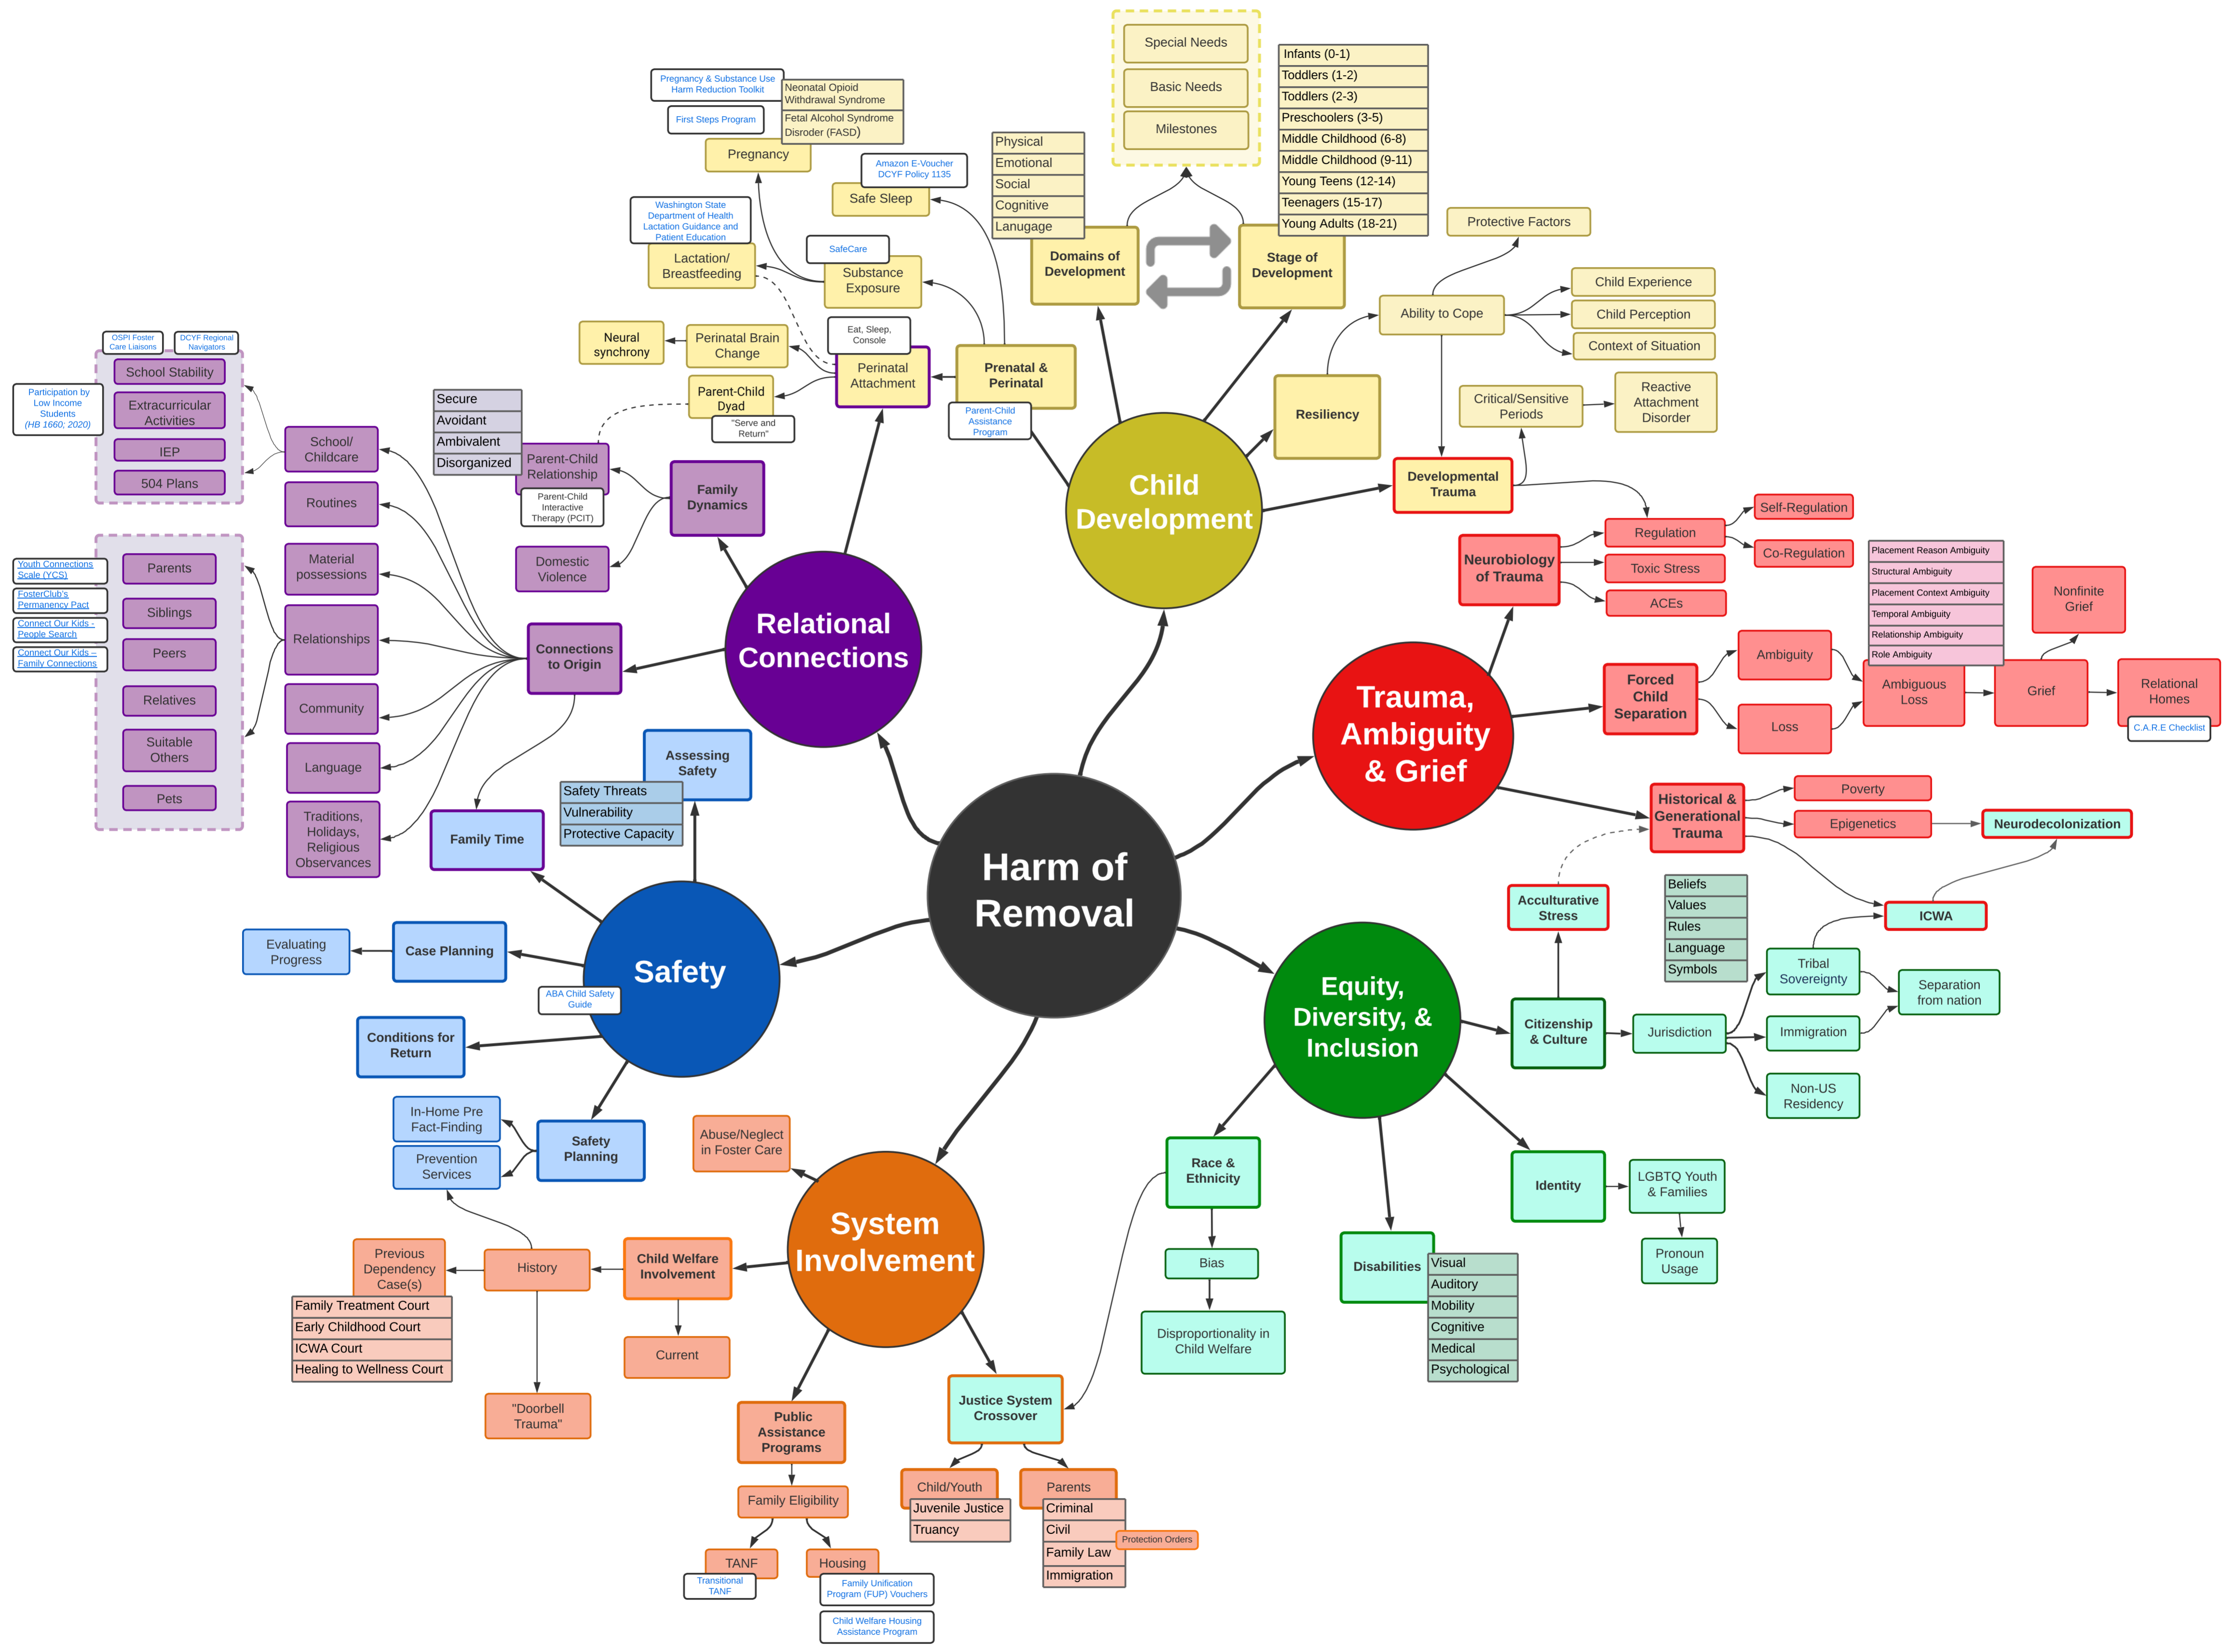 Special Needs
Basic Needs
Milestones
Infants (0-1)
Toddlers (1-2)
Toddlers (2-3)
Preschoolers (3-5)
Middle Childhood (6-8)
Middle Childhood (9-11)
Young Teens (12-14)
Teenagers (15-17)
Young Adults (18-21)
Physical
Emotional
Social
Cognitive
Lanugage
Domains of
Development
Stage of
Development
Pregnancy & Substance Use
Harm Reduction Toolkit
First Steps Program
Neonatal Opioid
Withdrawal Syndrome
Fetal Alcohol Syndrome
Disroder (FASD)
Pregnancy
Amazon E-Voucher
DCYF Policy 1135
Safe Sleep
Washington State
Department of Health
Lactation Guidance and
Patient Education
Lactation/
Breastfeeding
SafeCare
Substance
Exposure
Neural
synchrony
Perinatal Brain
Change
Eat, Sleep,
Console
Perinatal
Attachment
Prenatal &
Perinatal
Parent-Child
Assistance
Program
Parent-Child
Dyad
"Serve and
Return"
Resiliency
Ability to Cope
Protective Factors
Child Experience
Child Perception
Context of Situation
Critical/Sensitive
Periods
Reactive
Attachment
Disorder
Developmental
Trauma
Child
Development
OSPI Foster
Care Liaisons
DCYF Regional
Navigators
School Stability
Extracurricular
Activities
IEP
504 Plans
Participation by
Low Income
Students
(HB 1660; 2020)
School/
Childcare
Routines
Material
possessions
Relationships
Community
Language
Traditions,
Holidays,
Religious
Observances
Parents
Siblings
Peers
Relatives
Suitable
Others
Pets
Youth Connections
Scale (YCS)
FosterClub's
Permanency Pact
Connect Our Kids -
People Search
Connect Our Kids –
Family Connections
Secure
Avoidant
Ambivalent
Disorganized
Parent-Child
Relationship
Parent-Child
Interactive
Therapy (PCIT)
Domestic
Violence
Family
Dynamics
Connections
to Origin
Relational
Connections
Neurobiology
of Trauma
Regulation
Toxic Stress
ACEs
Self-Regulation
Co-Regulation
Placement Reason Ambiguity
Structural Ambiguity
Placement Context Ambiguity
Temporal Ambiguity
Relationship Ambiguity
Role Ambiguity
Nonfinite
Grief
Forced
Child
Separation
Ambiguity
Loss
Ambiguous
Loss
Grief
Relational
Homes
C.A.R.E Checklist
Trauma,
Ambiguity
& Grief
Historical &
Generational
Trauma
Poverty
Epigenetics
Neurodecolonization
ICWA
Harm of
Removal
Assessing
Safety
Safety Threats
Vulnerability
Protective Capacity
Family Time
Case Planning
Evaluating
Progress
Conditions for
Return
Safety
ABA Child Safety
Guide
Safety
Planning
In-Home Pre
Fact-Finding
Prevention
Services
Equity,
Diversity, &
Inclusion
Acculturative
Stress
Beliefs
Values
Rules
Language
Symbols
Citizenship
& Culture
Jurisdiction
Tribal
Sovereignty
Immigration
Non-US
Residency
Separation
from nation
Race &
Ethnicity
Bias
Disproportionality in
Child Welfare
Disabilities
Visual
Auditory
Mobility
Cognitive
Medical
Psychological
Identity
LGBTQ Youth
& Families
Pronoun
Usage
System
Involvement
Abuse/Neglect
in Foster Care
Child Welfare
Involvement
History
Current
Previous
Dependency
Case(s)
Family Treatment Court
Early Childhood Court
ICWA Court
Healing to Wellness Court
"Doorbell
Trauma"
Public
Assistance
Programs
Family Eligibility
TANF
Transitional
TANF
Housing
Family Unification
Program (FUP) Vouchers
Child Welfare Housing
Assistance Program
Justice System
Crossover
Child/Youth
Juvenile Justice
Truancy
Parents
Criminal
Civil
Family Law
Immigration
Protection Orders